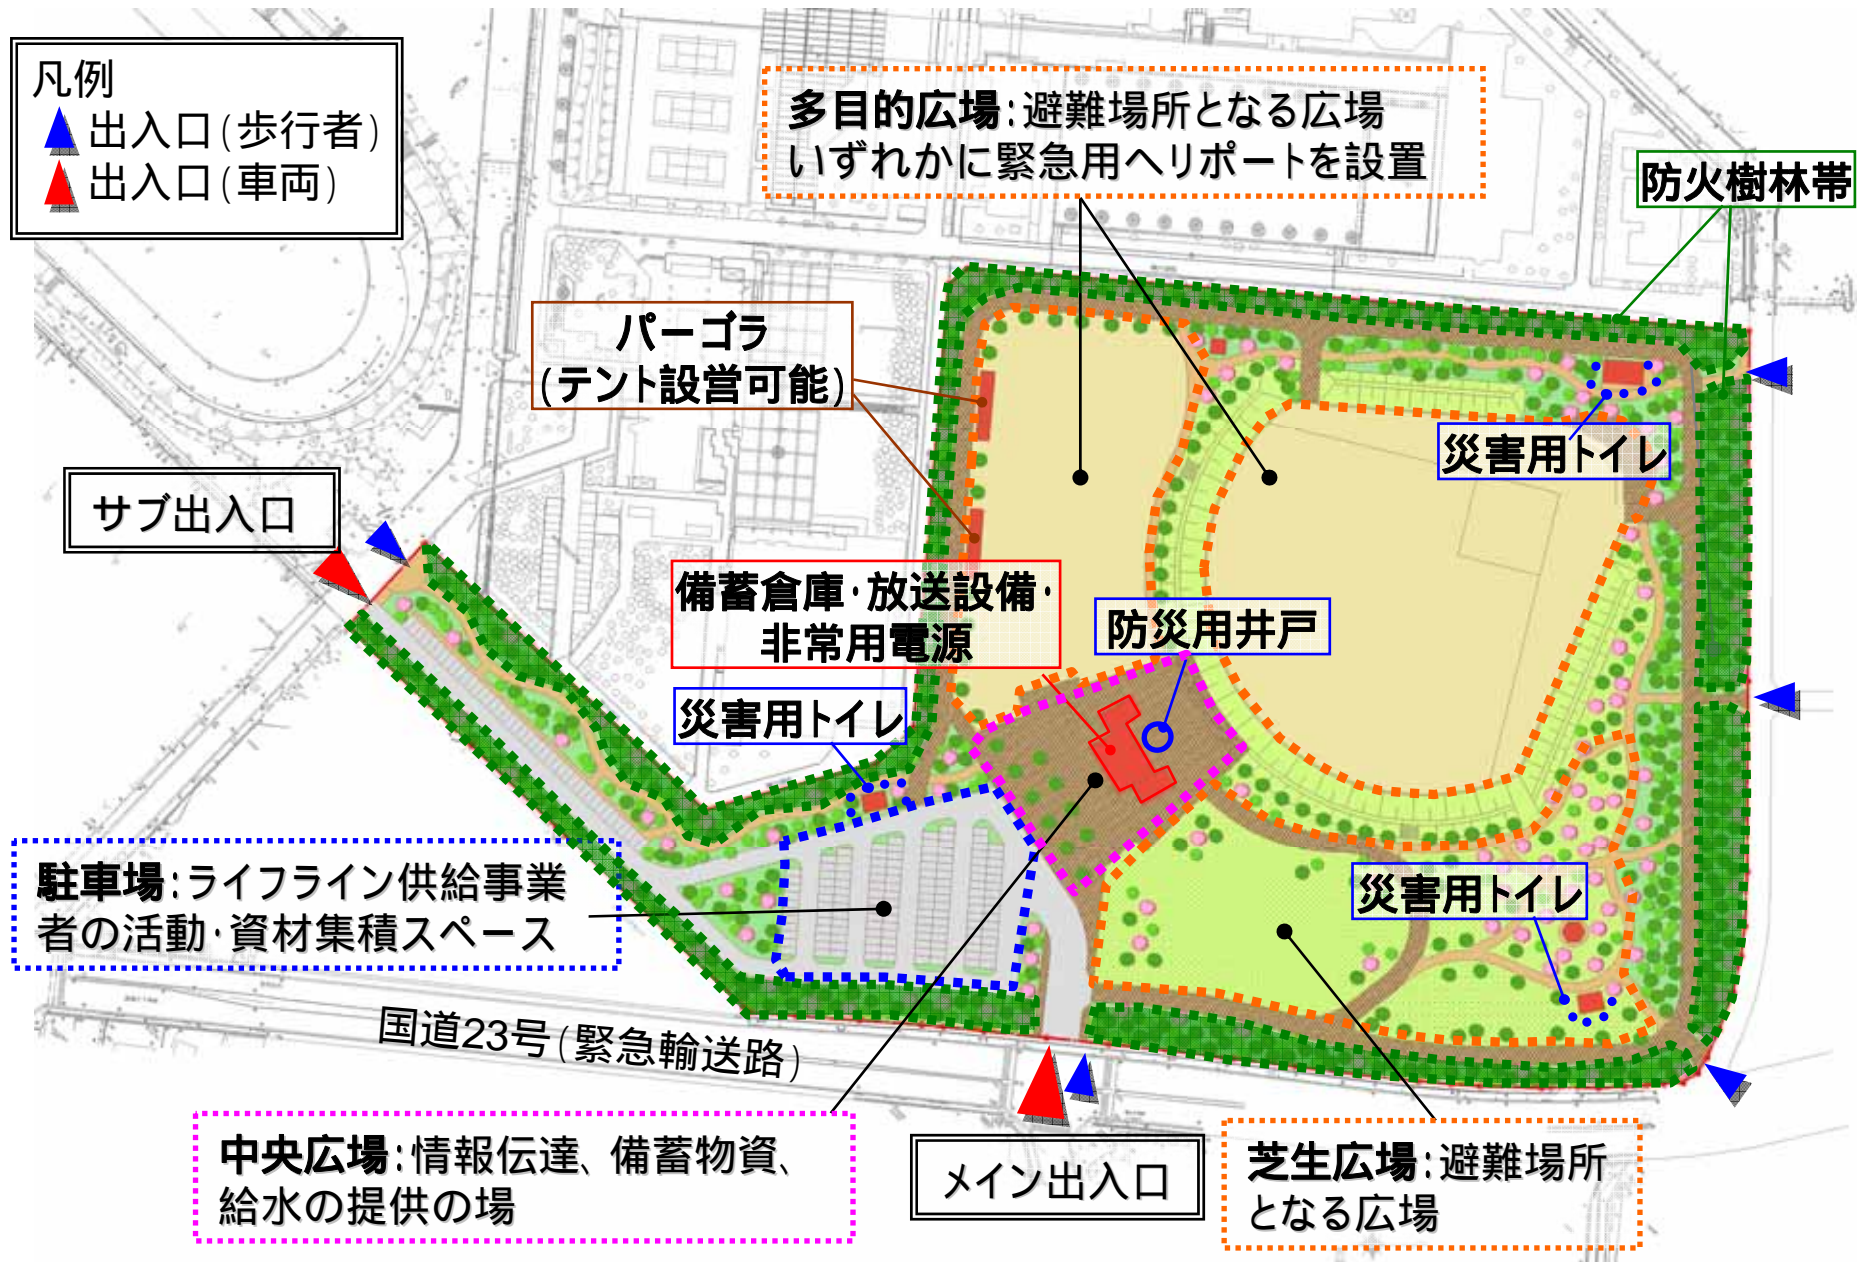 凡例
出入口(歩行者)
出入口(車両)
多目的広場:避難場所となる広場
いずれかに緊急用ヘリポートを設置
防火樹林帯
パーゴラ
(テント設営可能)
災害用トイレ
サブ出入口
備蓄倉庫・放送設備・
非常用電源
防災用井戸
災害用トイレ
駐車場:ライフライン供給事業
者の活動・資材集積スペース
災害用トイレ
国道23号(緊急輸送路)
中央広場:情報伝達、備蓄物資、
給水の提供の場
メイン出入口
芝生広場:避難場所
となる広場